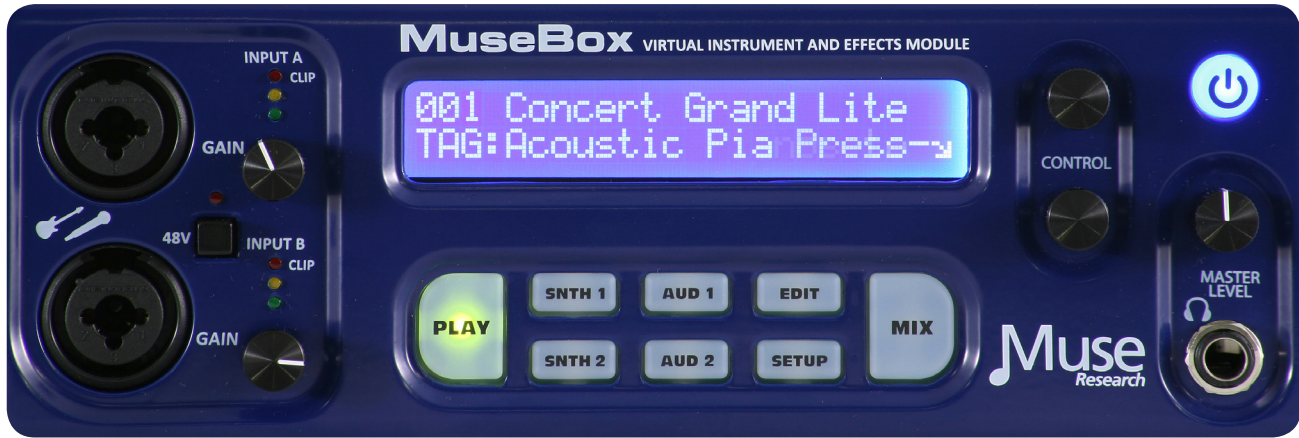 INPUT A
CLIP
GAIN
48V
INPUT B
CLIP
GAIN
MuseBox VIRTUAL INSTRUMENT AND EFFECTS MODULE
001 Concert Grand Lite
TAG:Acoustic Pia Press→
PLAY
SNTH 1
AUD 1
EDIT
MIX
SNTH 2
AUD 2
SETUP
CONTROL
MASTER
LEVEL
Muse
Research